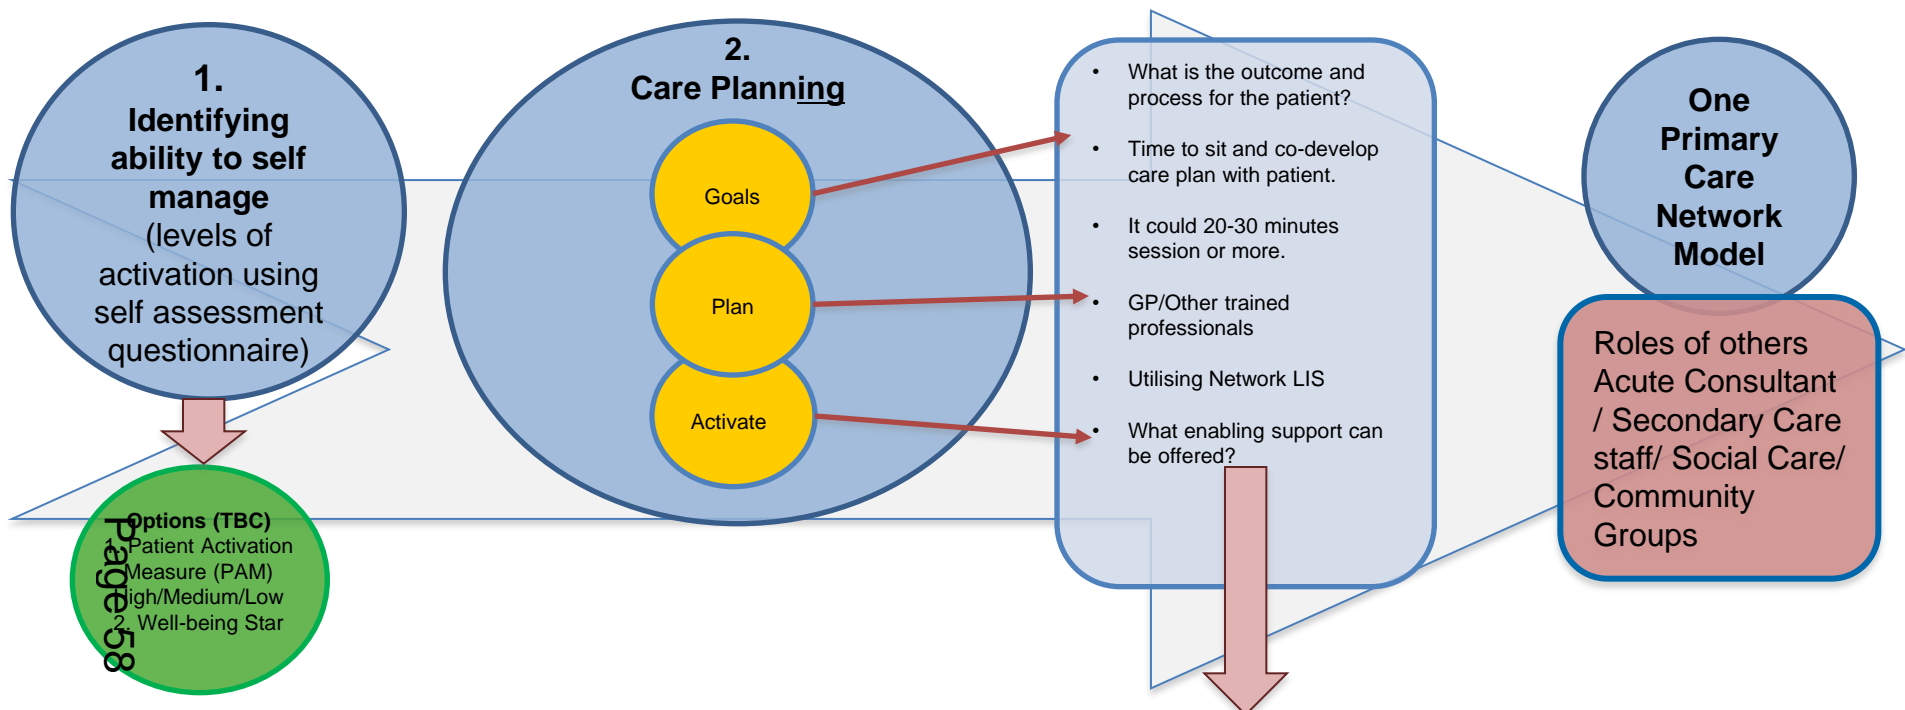 1.
Identifying
ability to self
manage
(levels of
activation using
self assessment
questionnaire)
Options (TBC)
1. Patient Activation
Measure (PAM)
High/Medium/Low
2. Well-being Star
Page 58
2.
Care Planning
Goals
Plan
Activate
• What is the outcome and
process for the patient?
• Time to sit and co-develop
care plan with patient.
• It could 20-30 minutes
session or more.
• GP/Other trained
professionals
• Utilising Network LIS
• What enabling support can
be offered?
One
Primary
Care
Network
Model
Roles of others
Acute Consultant
/ Secondary Care
staff/ Social Care/
Community
Groups